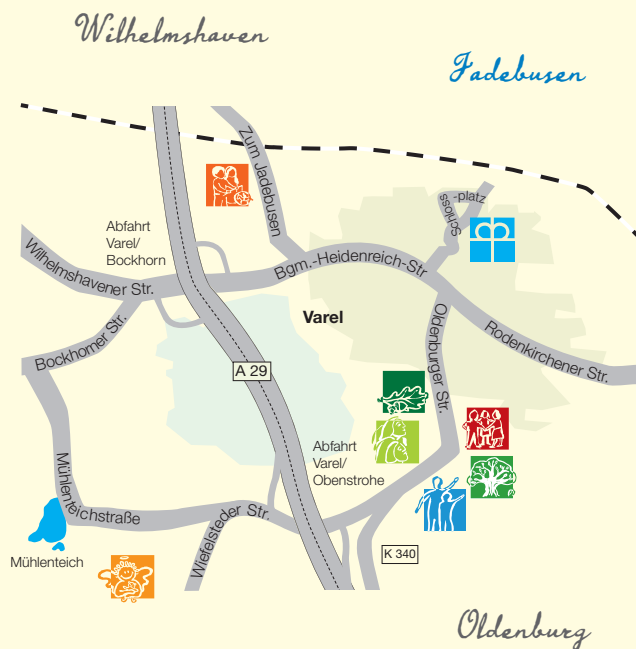 Wilhelmshaven
Jadebusen
Zum Jadebusen
Schloss
-platz
Abfahrt
Varel/
Bockhorn
Wilhelmshavener Str.
Bgm.-Heidenreich-Str
Varel
Bockhorner Str.
Oldenburger Str.
Rodenkirchener Str.
A 29
Abfahrt
Varel/
Obenstrohe
Mühlenteichstraße
Wiefelsteder Str.
K 340
Mühlenteich
Oldenburg